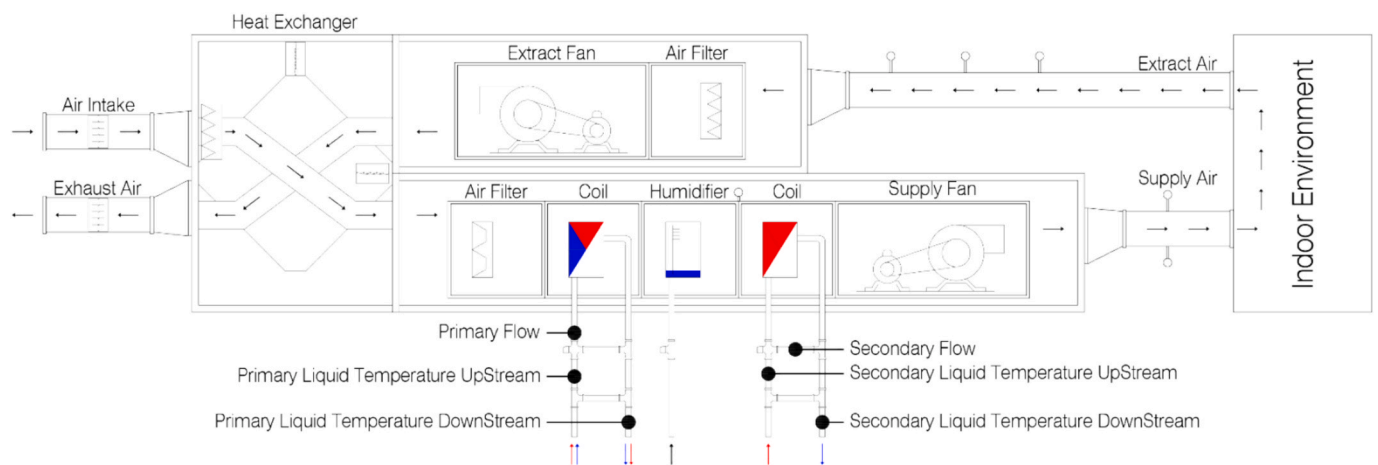 Heat Exchanger
Extract Fan
Air Filter
Extract Air
Air Intake
Exhaust Air
Air Filter
Coil
Humidifier
Coil
Supply Fan
Supply Air
Indoor Environment
Primary Flow
Secondary Flow
Primary Liquid Temperature UpStream
Secondary Liquid Temperature UpStream
Primary Liquid Temperature DownStream
Secondary Liquid Temperature DownStream